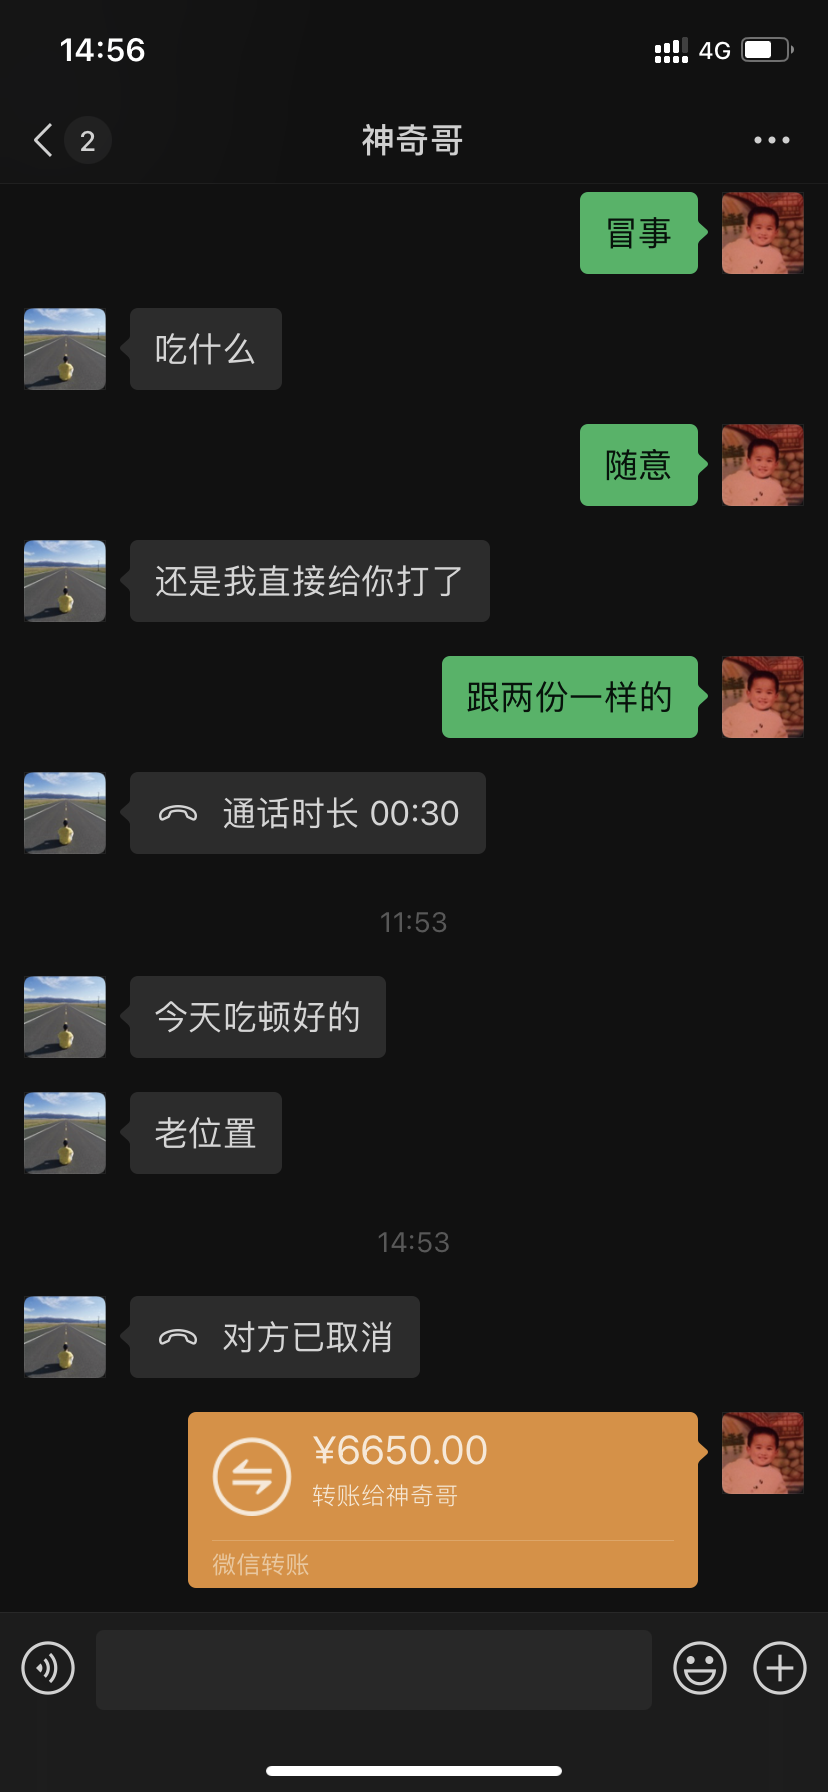 14:56
4G
2
神奇哥
冒事
吃什么
随意
还是我直接给你打了
跟两份一样的
通话时长 00:30
11:53
今天吃顿好的
老位置
14:53
对方已取消
¥6650.00
转账给神奇哥
微信转账